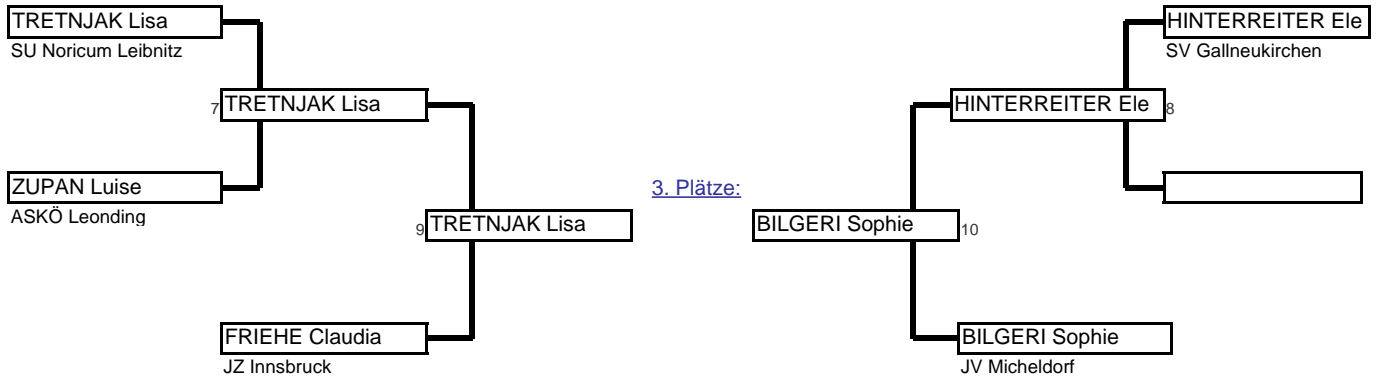 TRETNJAK Lisa
SU Noricum Leibnitz
7 TRETNJAK Lisa
ZUPAN Luise
ASKÖ Leonding
9 TRETNJAK Lisa
FRIEHE Claudia
JZ Innsbruck
3. Plätze:
HINTERREITER Ele
SV Gallneukirchen
HINTERREITER Ele 8
BILGERI Sophie 10
BILGERI Sophie
JV Micheldorf